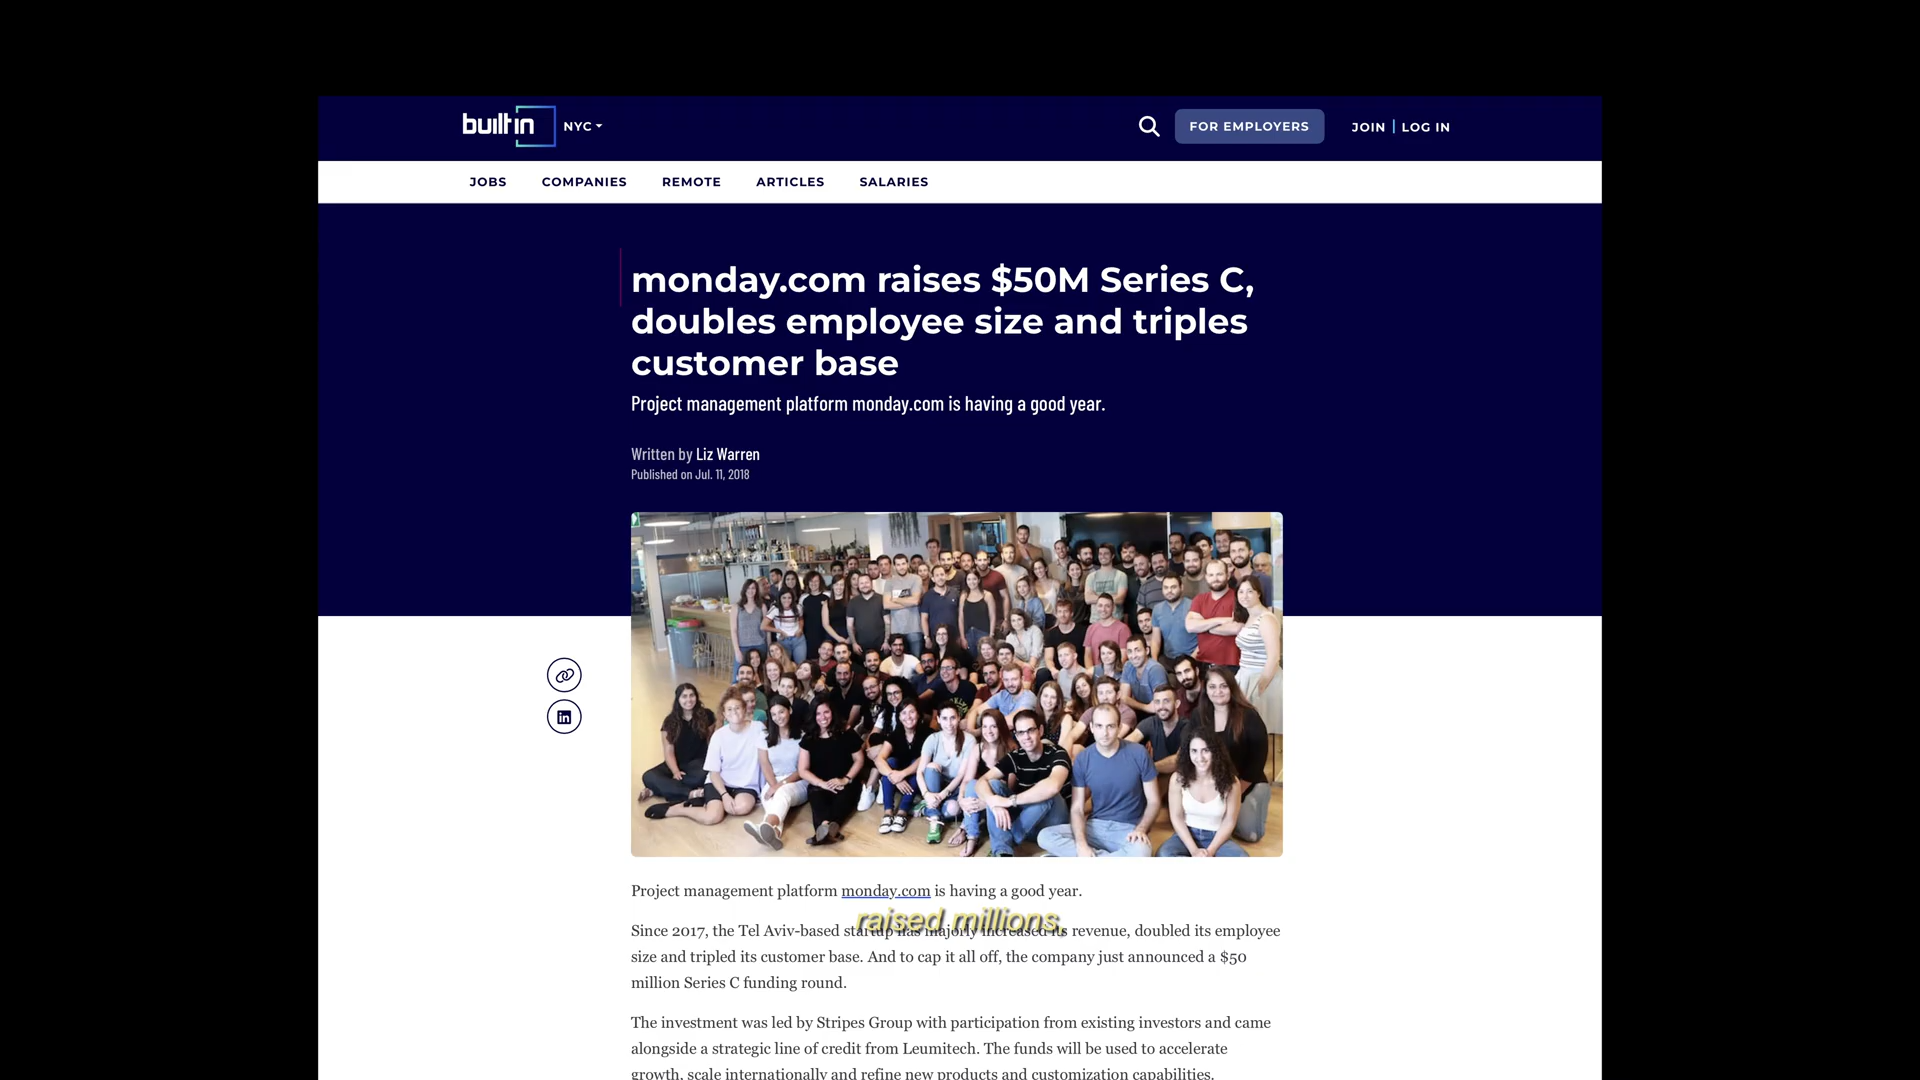 builtin NYC
FOR EMPLOYERS
JOIN | LOG IN
JOBS COMPANIES REMOTE ARTICLES SALARIES
monday.com raises $50M Series C,
doubles employee size and triples
customer base
Project management platform monday.com is having a good year.
Written by Liz Warren
Published on Jul. 11, 2018
in
Project management platform monday.com is having a good year.
raised millions,
Since 2017, the Tel Aviv-based startup has majorly increased its revenue, doubled its employee
size and tripled its customer base. And to cap it all off, the company just announced a $50
million Series C funding round.
The investment was led by Stripes Group with participation from existing investors and came
alongside a strategic line of credit from Leumitech. The funds will be used to accelerate
growth, scale internationally and refine new products and customization capabilities.